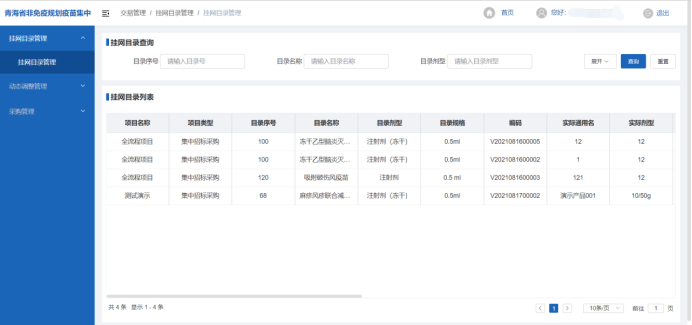 青海省非免疫规划疫苗集中 交易管理 / 挂网目录管理 / 挂网目录管理 首页 您好: 退出
挂网目录管理
挂网目录管理
动态调整管理
采购管理
挂网目录查询
目录序号 请输入目录号 目录名称 请输入目录名称 目录剂型 请输入目录剂型 展开 查询 重置
挂网目录列表
项目名称 项目类型 目录序号 目录名称 目录剂型 目录规格 编码 实际通用名 实际剂型
全流程项目 集中招标采购 100 冻干乙型脑炎灭... 注射剂（冻干） 0.5ml V2021081600005 12 12
全流程项目 集中招标采购 100 冻干乙型脑炎灭... 注射剂（冻干） 0.5ml V2021081600002 1 12
全流程项目 集中招标采购 120 吸附破伤风疫苗 注射剂 0.5 ml V2021081600003 121 12
测试演示 集中招标采购 68 麻疹风疹联合减... 注射剂（冻干） 0.5ml V2021081700002 演示产品001 10/50g
共 4 条 显示 1 - 4 条 < 1 > 10条/页 前往 1 页